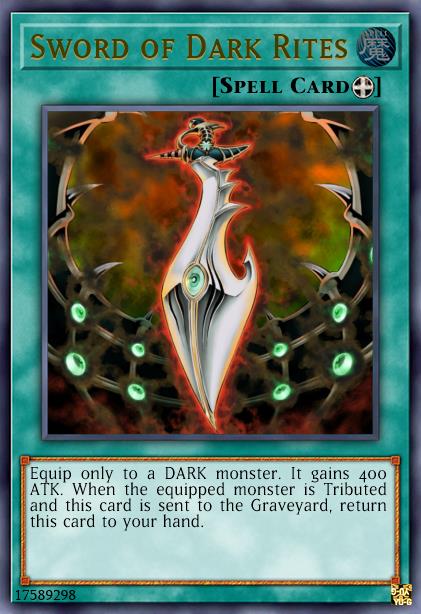 Sword of Dark Rites
魔
[Spell Card]
Equip only to a DARK monster. It gains 400
ATK. When the equipped monster is Tributed
and this card is sent to the Graveyard, return
this card to your hand.
17589298